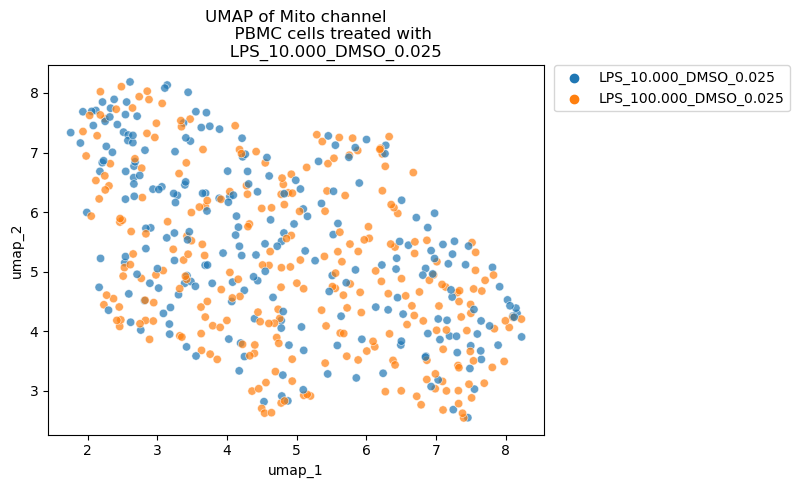 UMAP of Mito channel
PBMC cells treated with
LPS_10.000_DMSO_0.025
LPS_10.000_DMSO_0.025
LPS_100.000_DMSO_0.025
umap_2
8
7
6
5
4
3
2 3 4 5 6 7 8
umap_1